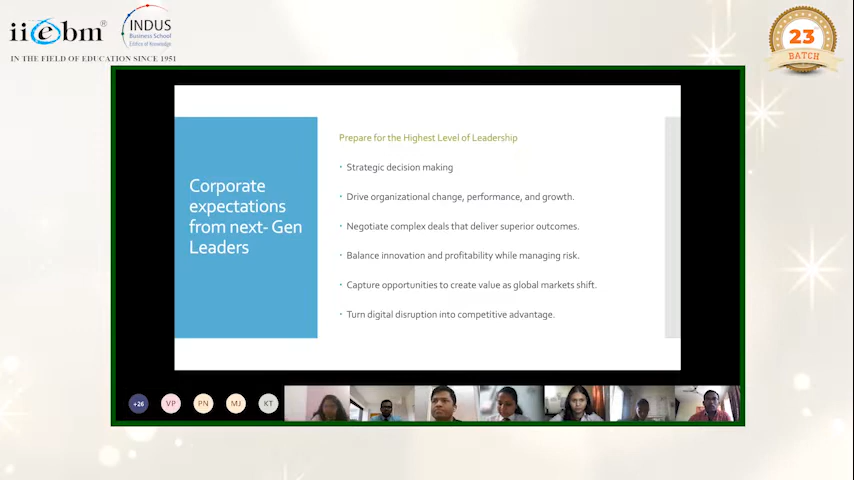 iiebm®
INDUS
Business School
Ethics of Knowledge
IN THE FIELD OF EDUCATION SINCE 1951
23
BATCH
Corporate
expectations
from next- Gen
Leaders
Prepare for the Highest Level of Leadership
• Strategic decision making
• Drive organizational change, performance, and growth.
• Negotiate complex deals that deliver superior outcomes.
• Balance innovation and profitability while managing risk.
• Capture opportunities to create value as global markets shift.
• Turn digital disruption into competitive advantage.
+26
VP
PN
MJ
KT